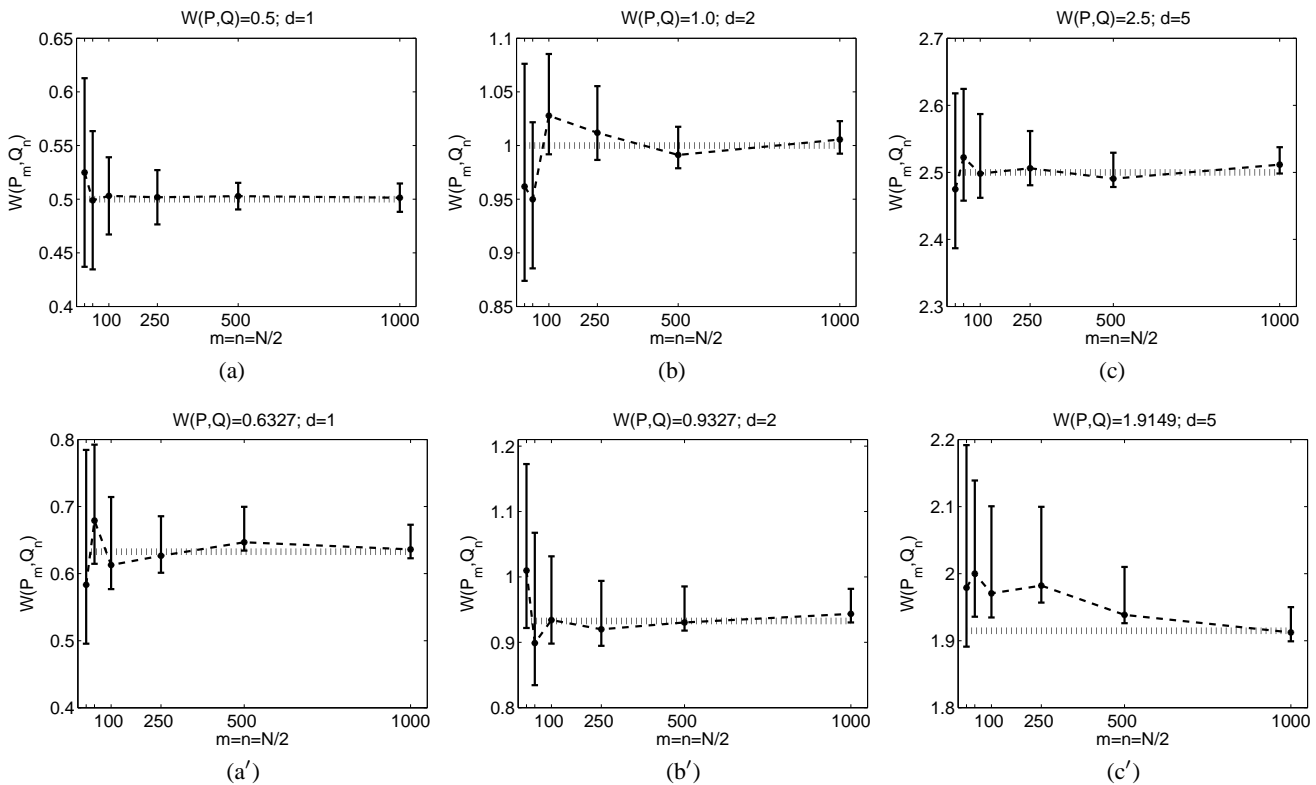 W(P,Q)=0.5; d=1
0.65
0.6
0.55
0.5
0.45
0.4
W(P_m,Q_n)
100 250 500 1000
m=n=N/2
(a)
W(P,Q)=1.0; d=2
1.1
1.05
1
0.95
0.9
0.85
W(P_m,Q_n)
100 250 500 1000
m=n=N/2
(b)
W(P,Q)=2.5; d=5
2.7
2.6
2.5
2.4
2.3
W(P_m,Q_n)
100 250 500 1000
m=n=N/2
(c)
W(P,Q)=0.6327; d=1
0.8
0.7
0.6
0.5
0.4
W(P_m,Q_n)
100 250 500 1000
m=n=N/2
(a′)
W(P,Q)=0.9327; d=2
1.2
1.1
1
0.9
0.8
W(P_m,Q_n)
100 250 500 1000
m=n=N/2
(b′)
W(P,Q)=1.9149; d=5
2.2
2.1
2
1.9
1.8
W(P_m,Q_n)
100 250 500 1000
m=n=N/2
(c′)